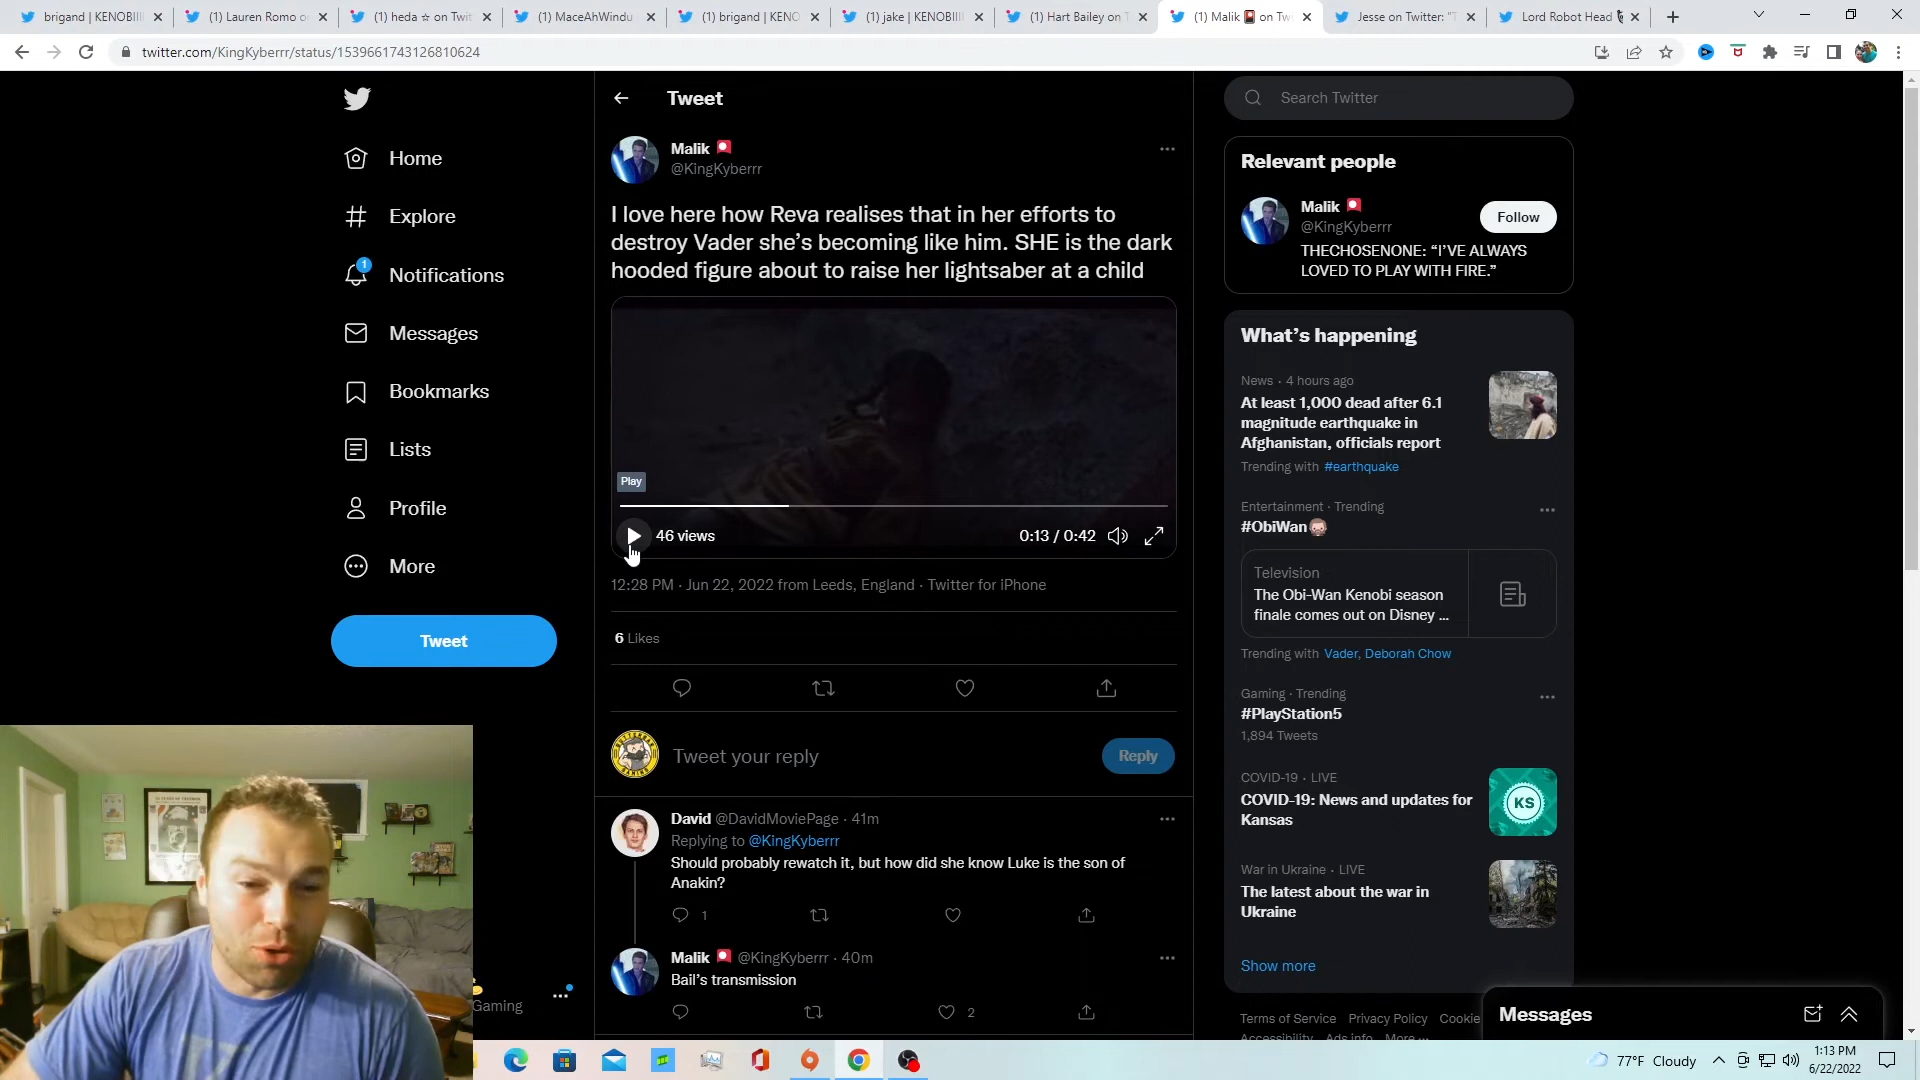 brigand | KENOBIIII
(1) Lauren Romo o
(1) heda ☆ on Twit
(1) MaceAhWindu
(1) brigand | KENO
(1) jake | KENOBIIII
(1) Hart Bailey on T
(1) Malik 🎴 on Tw
Jesse on Twitter: "T
Lord Robot Head
twitter.com/KingKyberrr/status/1539661743126810624
Home
Explore
1
Notifications
Messages
Bookmarks
Lists
Profile
More
Tweet
Gaming
Tweet
Malik 🎴
@KingKyberrr
I love here how Reva realises that in her efforts to
destroy Vader she's becoming like him. SHE is the dark
hooded figure about to raise her lightsaber at a child
Play
46 views
0:13 / 0:42
12:28 PM · Jun 22, 2022 from Leeds, England · Twitter for iPhone
6 Likes
Tweet your reply
Reply
David @DavidMoviePage · 41m
Replying to @KingKyberrr
Should probably rewatch it, but how did she know Luke is the son of
Anakin?
1
Malik 🎴 @KingKyberrr · 40m
Bail's transmission
2
Search Twitter
Relevant people
Malik 🎴
@KingKyberrr
Follow
THECHOSENONE: "I'VE ALWAYS
LOVED TO PLAY WITH FIRE."
What's happening
News · 4 hours ago
At least 1,000 dead after 6.1
magnitude earthquake in
Afghanistan, officials report
Trending with #earthquake
Entertainment · Trending
#ObiWan
Television
The Obi-Wan Kenobi season
finale comes out on Disney ...
Trending with Vader, Deborah Chow
Gaming · Trending
#PlayStation5
1,894 Tweets
COVID-19 · LIVE
COVID-19: News and updates for
Kansas
KS
War in Ukraine · LIVE
The latest about the war in
Ukraine
Show more
Terms of Service Privacy Policy Cookie
Accessibility Ads info More ...
Messages
77°F Cloudy
1:13 PM
6/22/2022